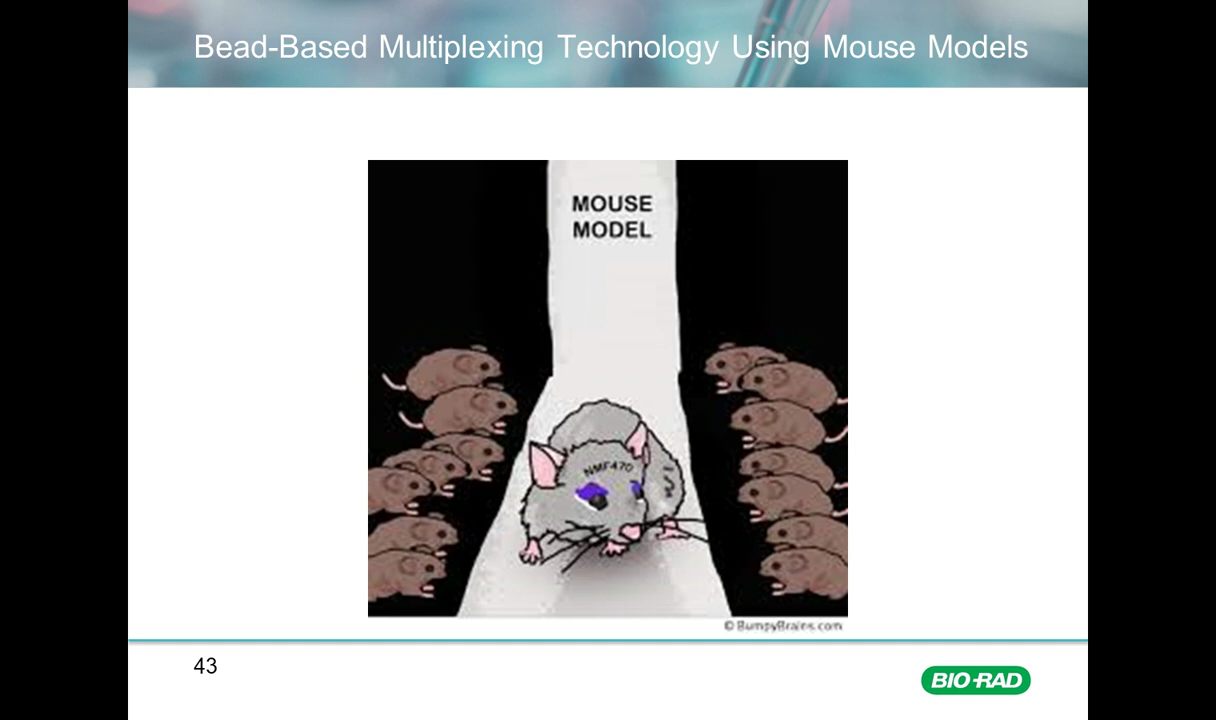 Bead-Based Multiplexing Technology Using Mouse Models
MOUSE
MODEL
NMF470
© BumpyBrains.com
43
BIO-RAD